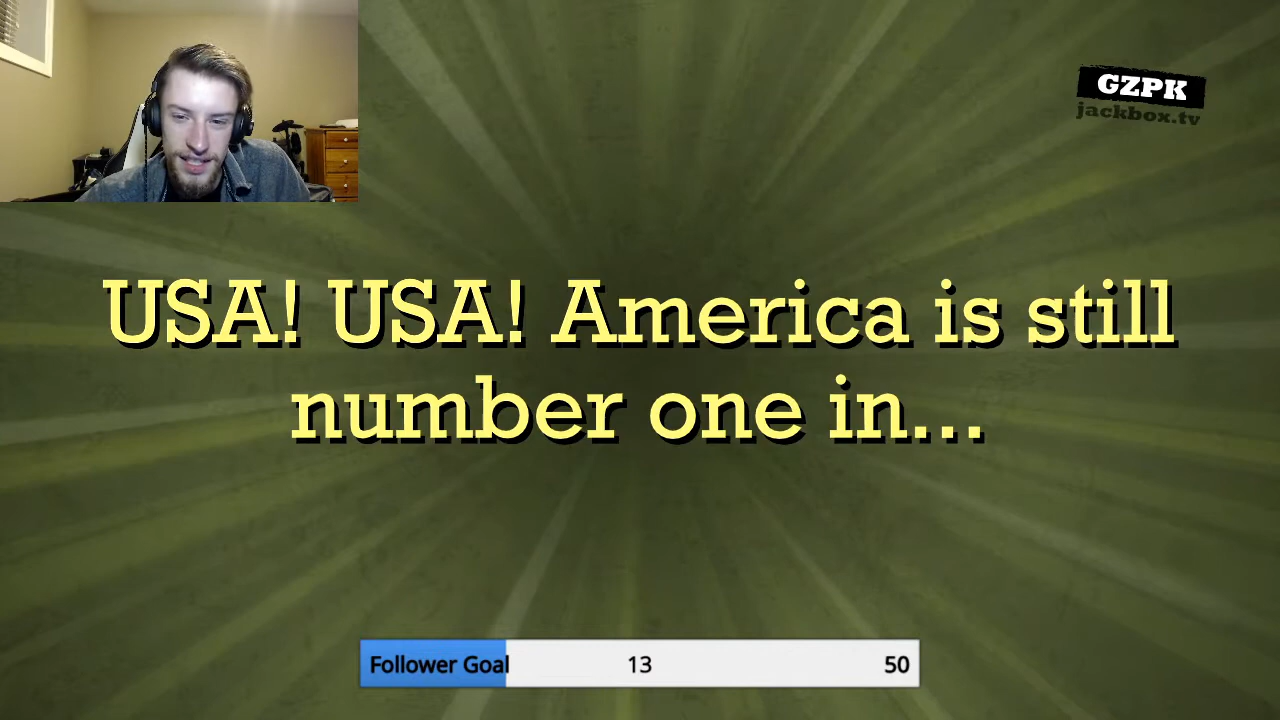 GZPK
jackbox.tv
USA! USA! America is still
number one in...
Follower Goal 13 50